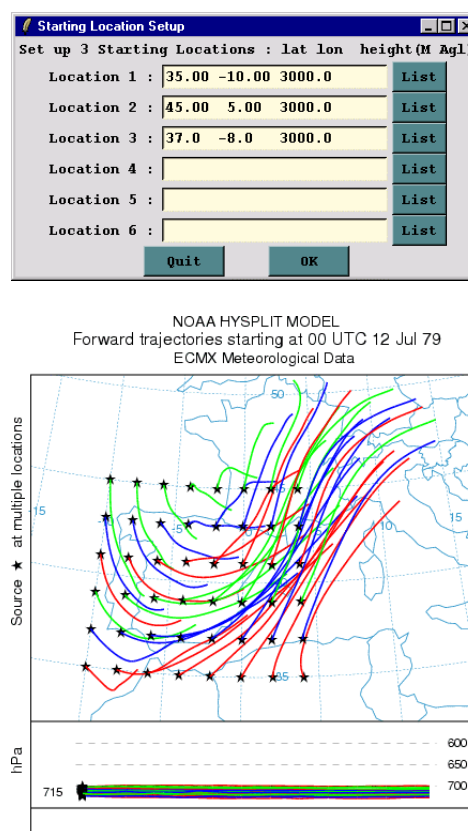 Starting Location Setup
Set up 3 Starting Locations : lat lon height(M Agl)
Location 1 : 35.00 -10.00 3000.0 List
Location 2 : 45.00 5.00 3000.0 List
Location 3 : 37.0 -8.0 3000.0 List
Location 4 : List
Location 5 : List
Location 6 : List
Quit OK
NOAA HYSPLIT MODEL
Forward trajectories starting at 00 UTC 12 Jul 79
ECMX Meteorological Data
Source ★ at multiple locations
50
-15
-5
10
15
35
hPa
600
650
700
715